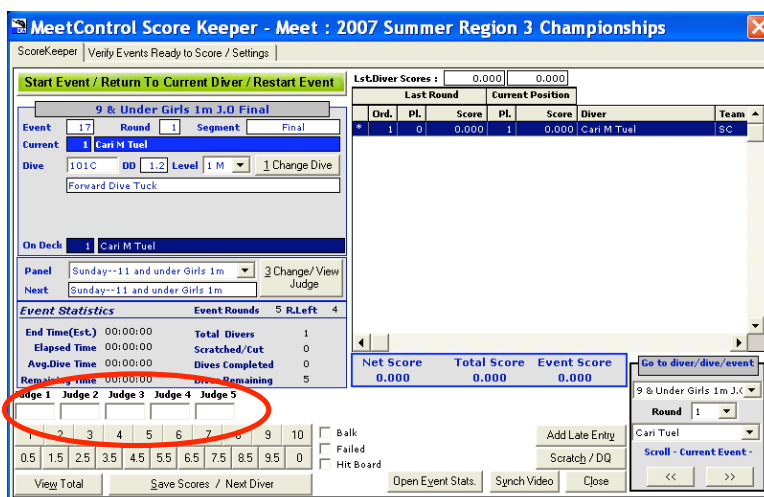 MeetControl Score Keeper - Meet : 2007 Summer Region 3 Championships
ScoreKeeper Verify Events Ready to Score / Settings
Start Event / Return To Current Diver / Restart Event
9 & Under Girls 1m J.O Final
Event 17 Round 1 Segment Final
Current 1 Cari M Tuel
Dive 101C DD 1.2 Level 1 M 1 Change Dive
Forward Dive Tuck
On Deck 1 Cari M Tuel
Panel Sunday--11 and under Girls 1m 3 Change/View Judge
Next Sunday--11 and under Girls 1m
Event Statistics Event Rounds 5 R.Left 4
End Time(Est.) 00:00:00 Total Divers 1
Elapsed Time 00:00:00 Scratched/Cut 0
Avg.Dive Time 00:00:00 Dives Completed 0
Remaining Time 00:00:00 Dives Remaining 5
Judge 1 Judge 2 Judge 3 Judge 4 Judge 5
1 2 3 4 5 6 7 8 9 10
0.5 1.5 2.5 3.5 4.5 5.5 6.5 7.5 8.5 9.5 0
Balk
Failed
Hit Board
View Total Save Scores / Next Diver
Lst.Diver Scores : 0.000 0.000
Last Round Current Position
Ord. Pl. Score Pl. Score Diver Team
* 1 0 0.000 1 0.000 Cari M Tuel SC
Net Score Total Score Event Score
0.000 0.000 0.000
Go to diver/dive/event
9 & Under Girls 1m J.(
Round 1
Cari Tuel
Scroll - Current Event -
<< >>
Add Late Entry
Scratch / DQ
Open Event Stats. Synch Video Close